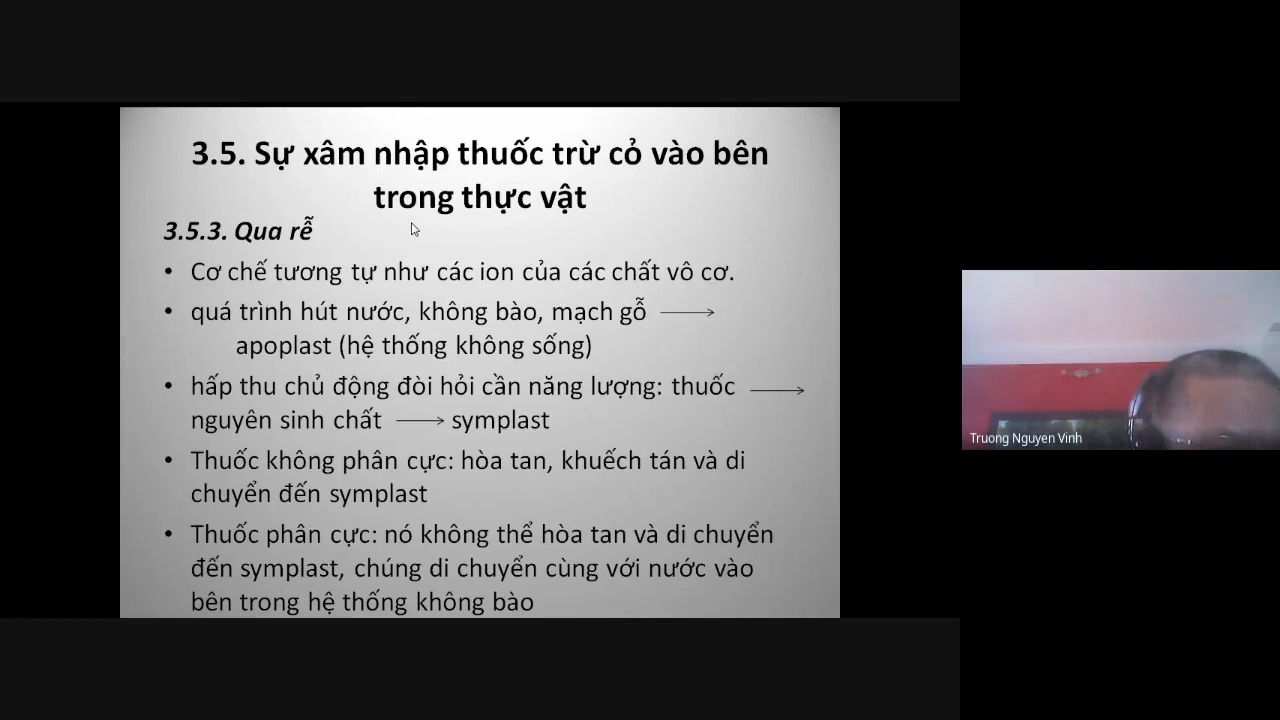 3.5. Sự xâm nhập thuốc trừ cỏ vào bên
trong thực vật
3.5.3. Qua rễ
• Cơ chế tương tự như các ion của các chất vô cơ.
• quá trình hút nước, không bào, mạch gỗ ⟶
apoplast (hệ thống không sống)
• hấp thu chủ động đòi hỏi cần năng lượng: thuốc ⟶
nguyên sinh chất ⟶ symplast
• Thuốc không phân cực: hòa tan, khuếch tán và di
chuyển đến symplast
• Thuốc phân cực: nó không thể hòa tan và di chuyển
đến symplast, chúng di chuyển cùng với nước vào
bên trong hệ thống không bào
Truong Nguyen Vinh